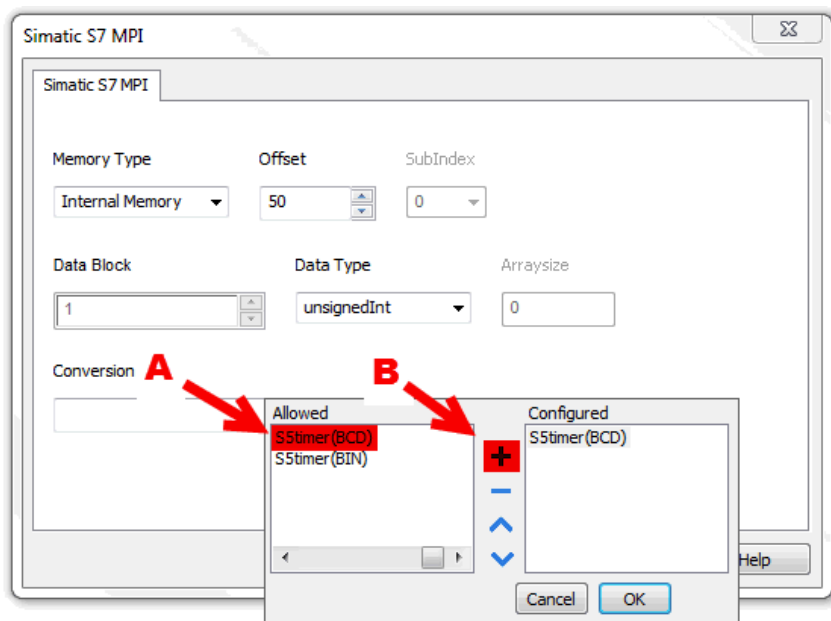 Simatic S7 MPI
Simatic S7 MPI
Memory Type Offset SubIndex
Internal Memory 50 0
Data Block Data Type Arraysize
1 unsignedInt 0
Conversion A B
Allowed Configured
S5timer(BCD) S5timer(BCD)
S5timer(BIN)
Help
Cancel OK